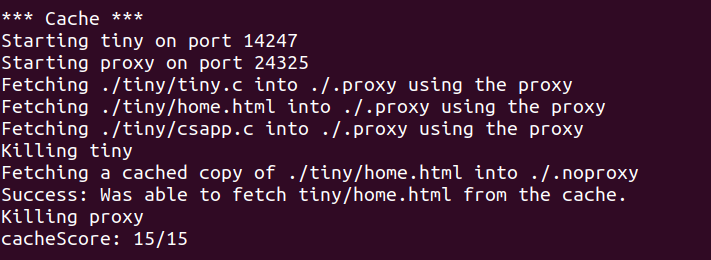 *** Cache ***
Starting tiny on port 14247
Starting proxy on port 24325
Fetching ./tiny/tiny.c into ./.proxy using the proxy
Fetching ./tiny/home.html into ./.proxy using the proxy
Fetching ./tiny/csapp.c into ./.proxy using the proxy
Killing tiny
Fetching a cached copy of ./tiny/home.html into ./.noproxy
Success: Was able to fetch tiny/home.html from the cache.
Killing proxy
cacheScore: 15/15